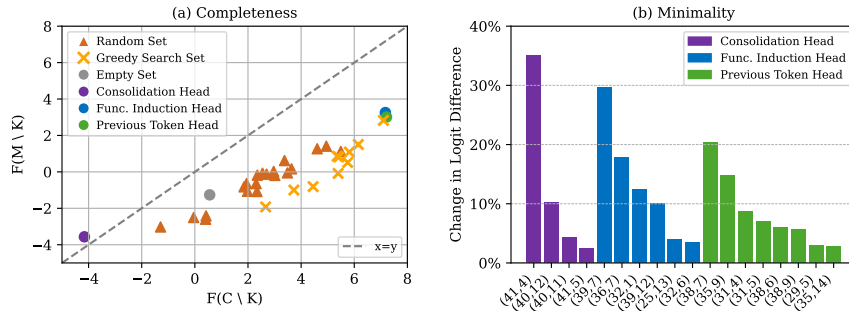 (a) Completeness
8
6
4
2
0
−2
−4
F(M \ K)
Random Set
Greedy Search Set
Empty Set
Consolidation Head
Func. Induction Head
Previous Token Head
x=y
−4
−2
0
2
4
6
8
F(C \ K)
(b) Minimality
40%
30%
20%
10%
0%
Change in Logit Difference
Consolidation Head
Func. Induction Head
Previous Token Head
(41,4)
(40,12)
(40,11)
(41,5)
(39,7)
(36,7)
(32,1)
(39,12)
(25,13)
(32,6)
(38,7)
(35,9)
(31,4)
(31,5)
(38,6)
(38,9)
(29,5)
(35,14)